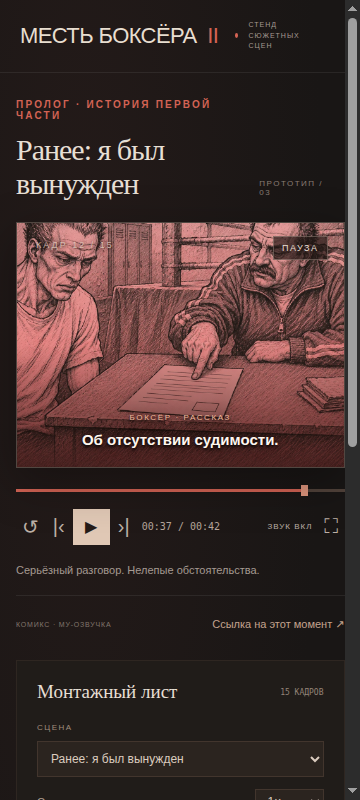 МЕСТЬ БОКСЁРА II
СТЕНД
СЮЖЕТНЫХ
СЦЕН
ПРОЛОГ · ИСТОРИЯ ПЕРВОЙ
ЧАСТИ
Ранее: я был
вынужден
ПРОТОТИП /
03
ПАУЗА
БОКСЕР · РАССКАЗ
Об отсутствии судимости.
00:37 / 00:42
ЗВУК ВКЛ
Серьёзный разговор. Нелепые обстоятельства.
КОМИКС · МУ-ОЗВУЧКА
Ссылка на этот момент ↗
Монтажный лист
15 КАДРОВ
СЦЕНА
Ранее: я был вынужден